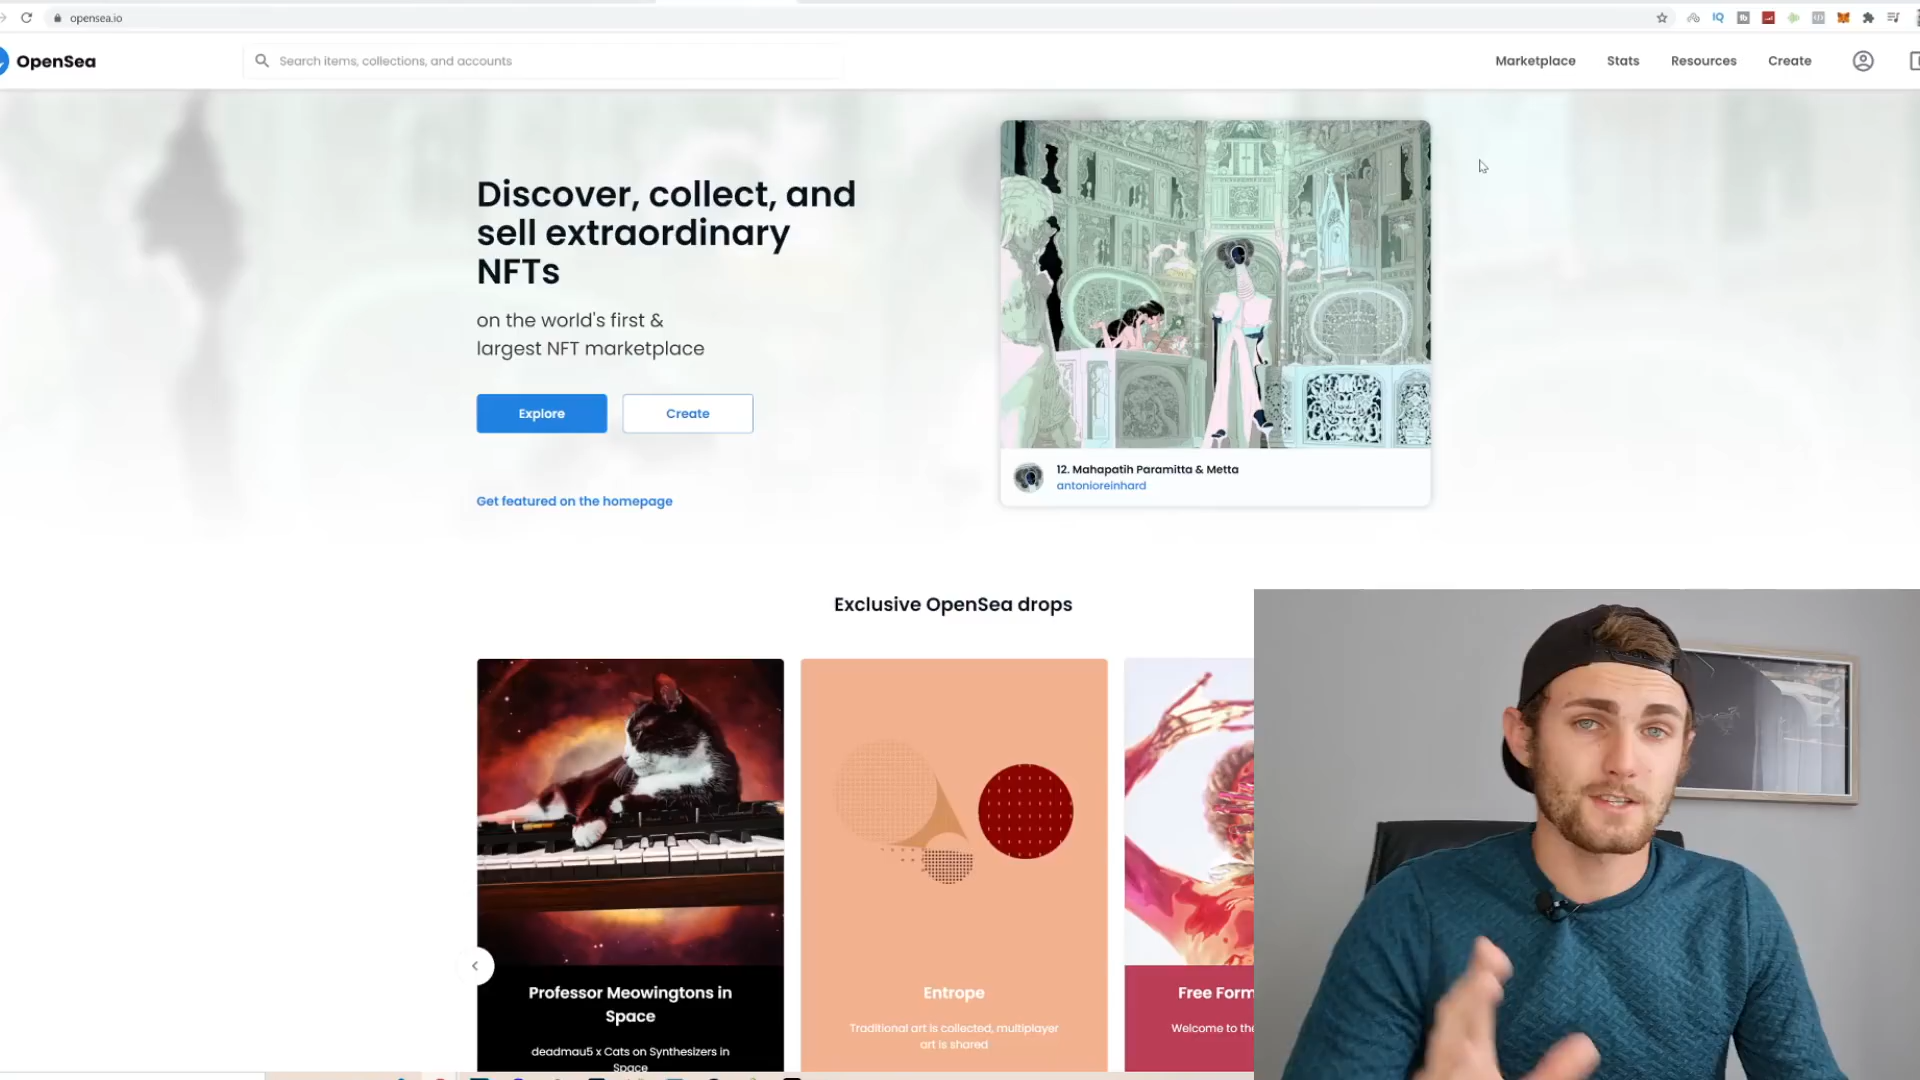 opensea.io
IQ
OpenSea
Search items, collections, and accounts
Marketplace
Stats
Resources
Create
Discover, collect, and
sell extraordinary
NFTs
on the world's first &
largest NFT marketplace
Explore
Create
Get featured on the homepage
12. Mahapatih Paramitta & Metta
antonioreinhard
Exclusive OpenSea drops
Professor Meowingtons in
Space
deadmau5 x Cats on Synthesizers in
Space
Entrope
Traditional art is collected, multiplayer
art is shared
Free Form
Welcome to the